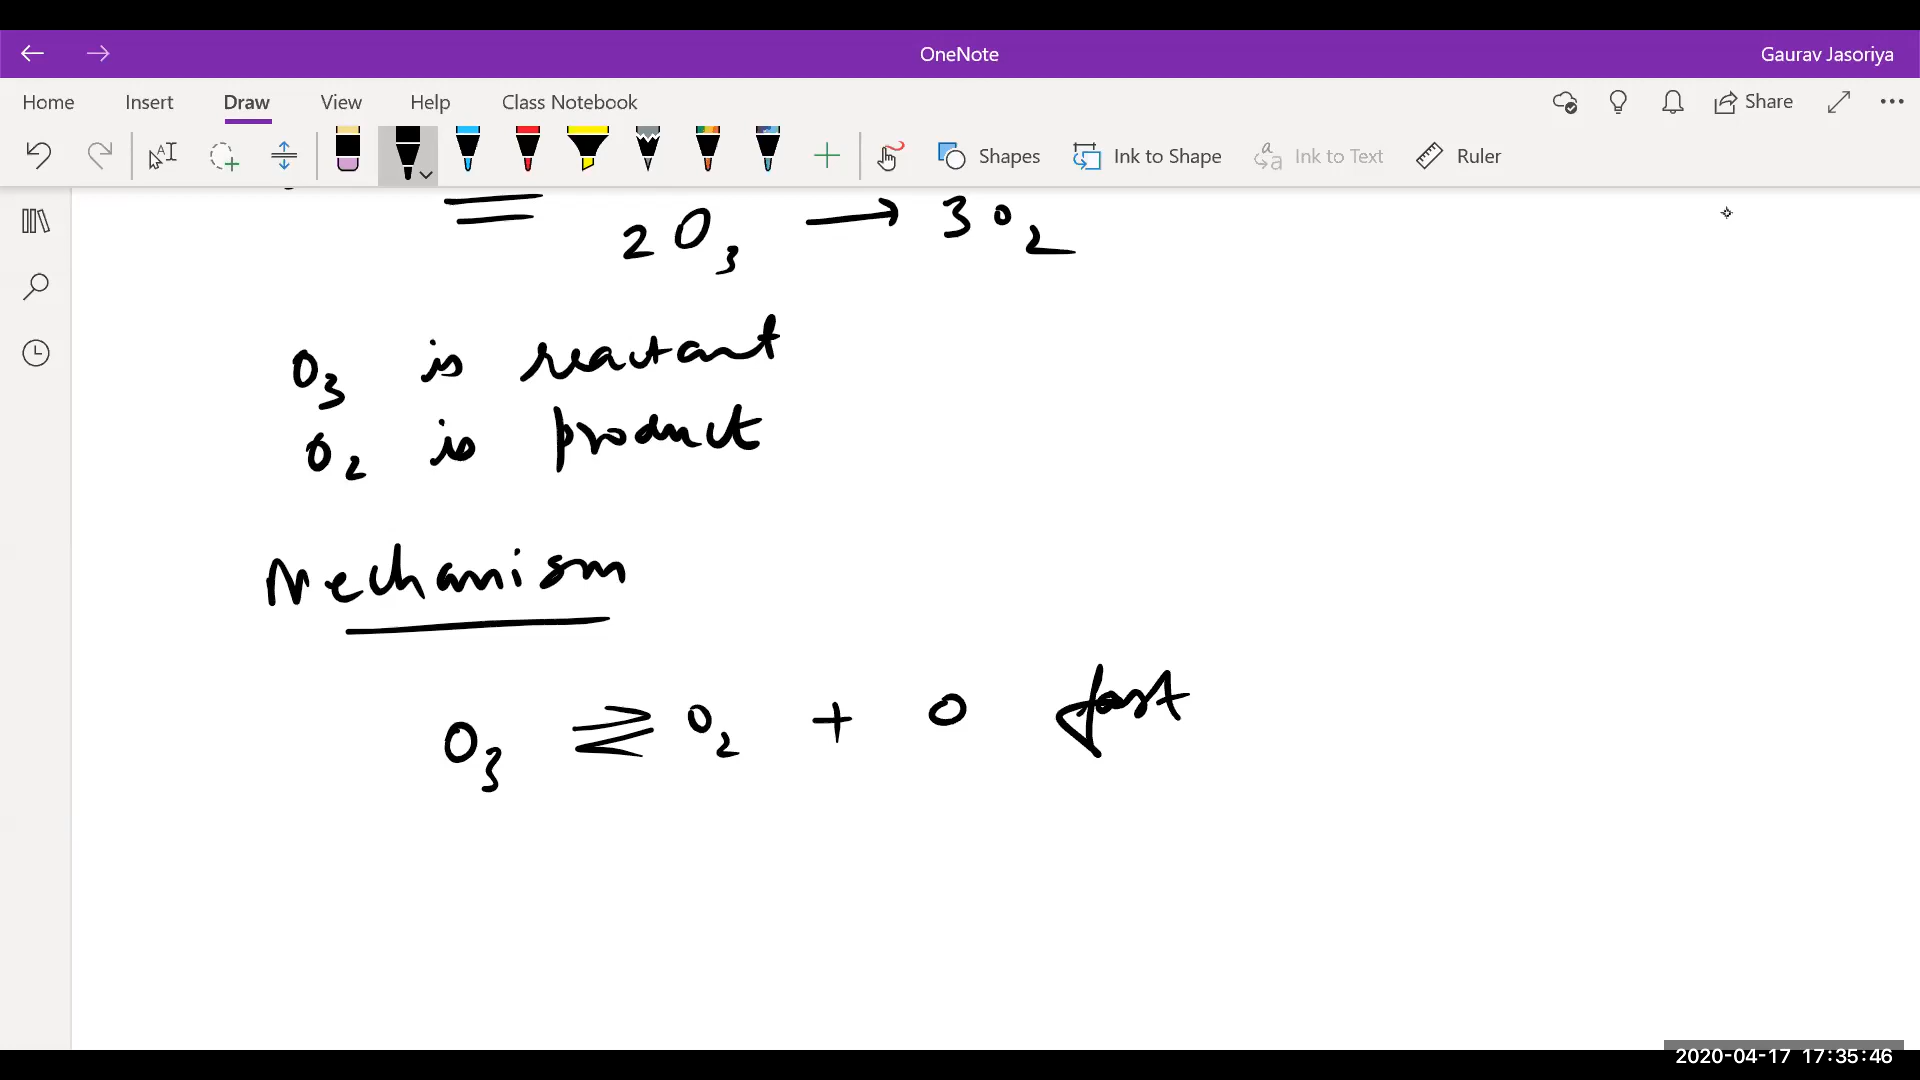 OneNote
Gaurav Jasoriya
Home Insert Draw View Help Class Notebook Share
Shapes Ink to Shape Ink to Text Ruler
2O₃ → 3O₂
O₃ is reactant
O₂ is product
Mechanism
O₃ ⇄ O₂ + O fast
2020-04-17 17:35:46